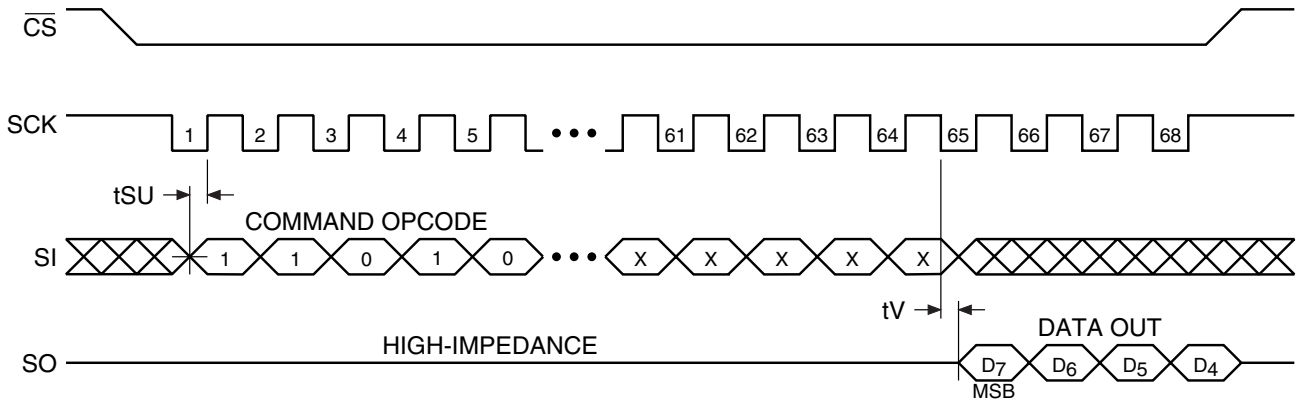 CS
SCK 1 2 3 4 5 ••• 61 62 63 64 65 66 67 68
tSU
COMMAND OPCODE
SI 1 1 0 1 0 ••• X X X X X
tV
DATA OUT
HIGH-IMPEDANCE
SO D7 D6 D5 D4
MSB